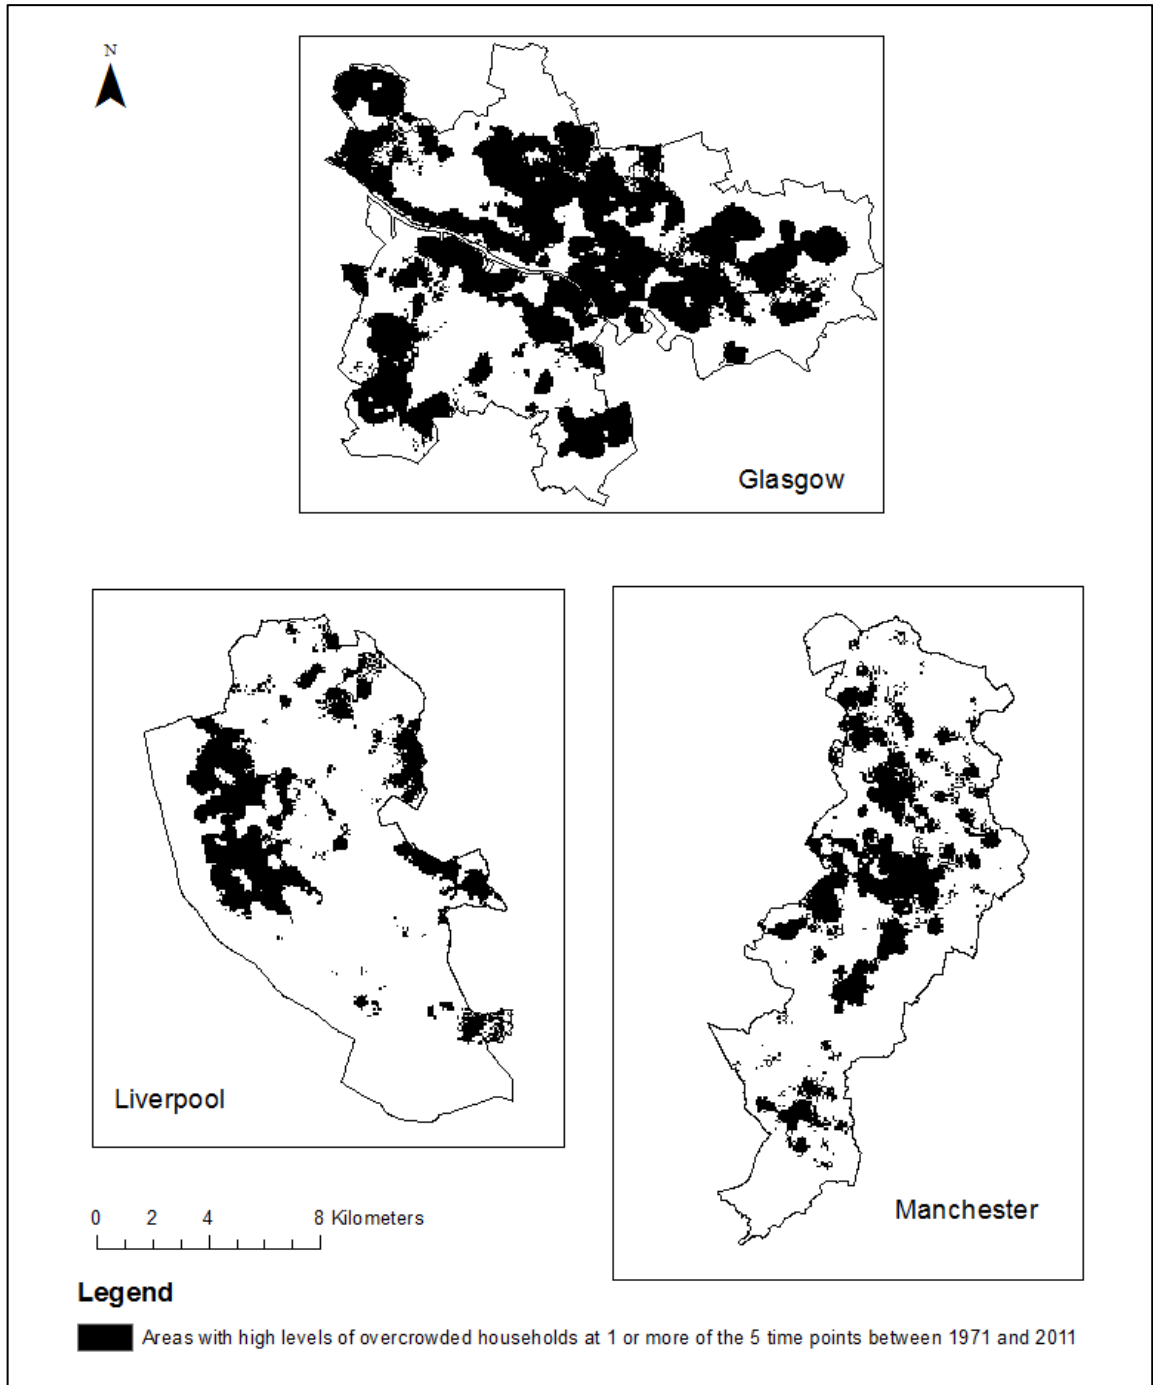 N
Glasgow
Liverpool
Manchester
0 2 4 8 Kilometers
Legend
Areas with high levels of overcrowded households at 1 or more of the 5 time points between 1971 and 2011